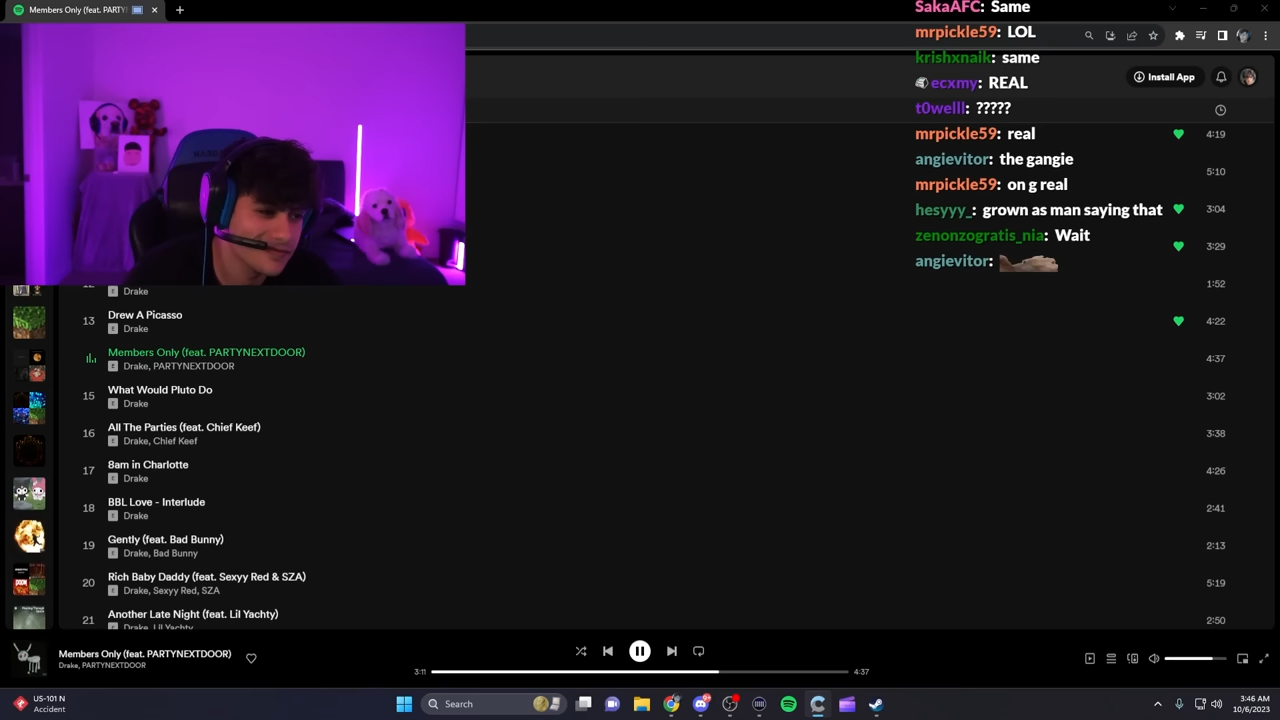 Members Only (feat. PARTY
SakaAFC: Same
mrpickle59: LOL
krishxnaik: same
ecxmy: REAL
t0welll: ?????
mrpickle59: real
angievitor: the gangie
mrpickle59: on g real
hesyyy_: grown as man saying that
zenonzogratis_nia: Wait
angievitor:
Install App
4:19
5:10
3:04
3:29
1:52
E Drake
13 Drew A Picasso 4:22
E Drake
Members Only (feat. PARTYNEXTDOOR) 4:37
E Drake, PARTYNEXTDOOR
15 What Would Pluto Do 3:02
E Drake
16 All The Parties (feat. Chief Keef) 3:38
E Drake, Chief Keef
17 8am in Charlotte 4:26
E Drake
18 BBL Love - Interlude 2:41
E Drake
19 Gently (feat. Bad Bunny) 2:13
E Drake, Bad Bunny
20 Rich Baby Daddy (feat. Sexyy Red & SZA) 5:19
E Drake, Sexyy Red, SZA
21 Another Late Night (feat. Lil Yachty) 2:50
E Drake, Lil Yachty
Members Only (feat. PARTYNEXTDOOR)
Drake, PARTYNEXTDOOR
3:11 4:37
US-101 N
Accident
Search
3:46 AM
10/6/2023